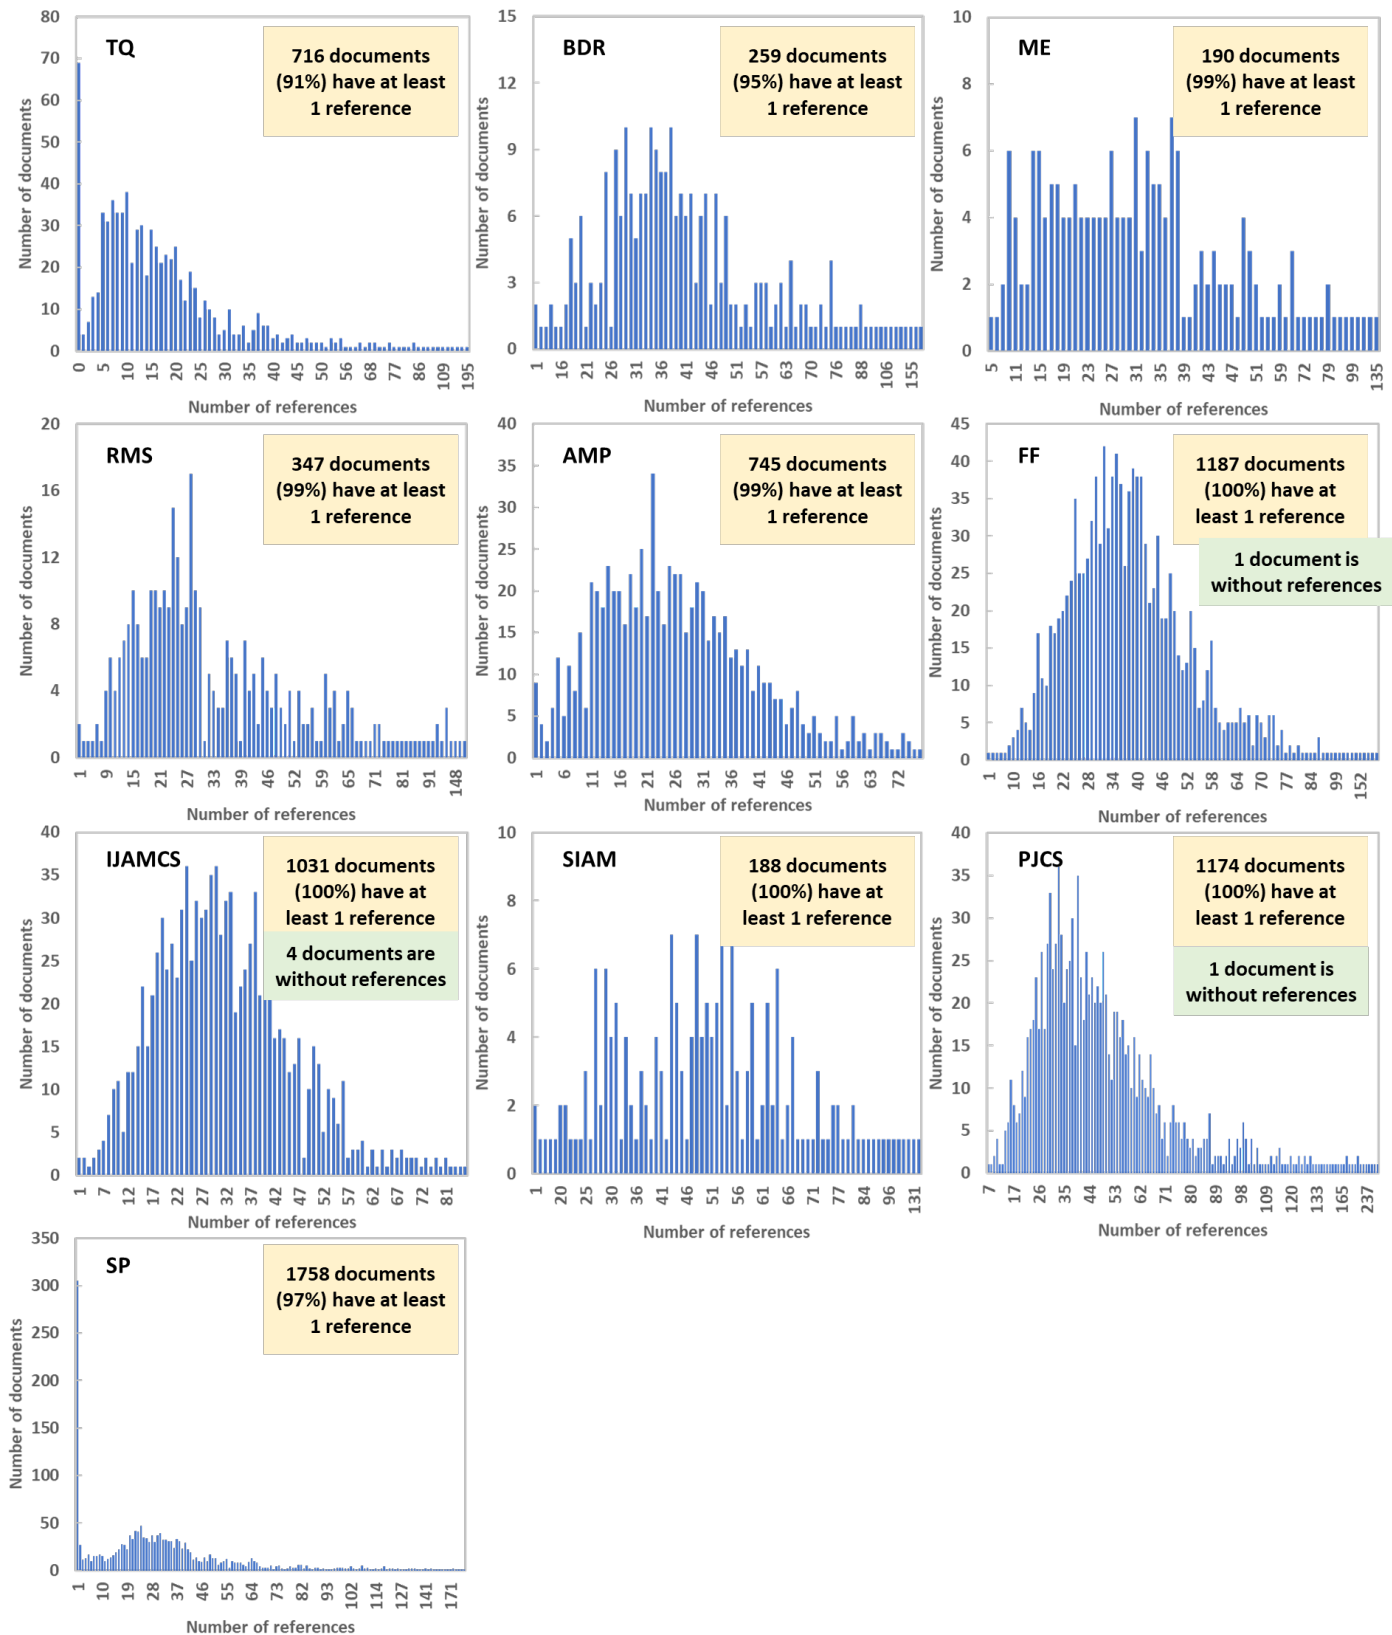 TQ
716 documents
(91%) have at least
1 reference
Number of documents
80
70
60
50
40
30
20
10
0
0 5 10 15 20 25 30 35 40 45 50 56 68 77 86 109 195
Number of references
BDR
259 documents
(95%) have at least
1 reference
Number of documents
15
12
9
6
3
0
1 16 21 26 31 36 41 46 51 57 63 70 76 88 106 155
Number of references
ME
190 documents
(99%) have at least
1 reference
Number of documents
10
8
6
4
2
0
5 11 15 19 23 27 31 35 39 43 47 51 59 72 79 99 135
Number of references
RMS
347 documents
(99%) have at least
1 reference
Number of documents
20
16
12
8
4
0
1 9 15 21 27 33 39 46 52 59 65 71 81 91 148
Number of references
AMP
745 documents
(99%) have at least
1 reference
Number of documents
40
35
30
25
20
15
10
5
0
1 6 11 16 21 26 31 36 41 46 51 56 63 72
Number of references
FF
1187 documents
(100%) have at
least 1 reference
1 document is
without references
Number of documents
45
40
35
30
25
20
15
10
5
0
1 10 16 22 28 34 40 46 52 58 64 70 77 84 99 152
Number of references
IJAMCS
1031 documents
(100%) have at
least 1 reference
4 documents are
without references
Number of documents
40
35
30
25
20
15
10
5
0
1 7 12 17 22 27 32 37 42 47 52 57 62 67 72 81
Number of references
SIAM
188 documents
(100%) have at
least 1 reference
Number of documents
10
8
6
4
2
0
1 20 25 31 36 41 46 51 56 61 66 71 77 84 96 131
Number of references
PJCS
1174 documents
(100%) have at
least 1 reference
1 document is
without references
Number of documents
40
35
30
25
20
15
10
5
0
7 17 26 35 44 53 62 71 80 89 98 109 120 133 165 237
Number of references
SP
1758 documents
(97%) have at least
1 reference
Number of documents
350
300
250
200
150
100
50
0
1 10 19 28 37 46 55 64 73 82 93 102 114 127 141 171
Number of references